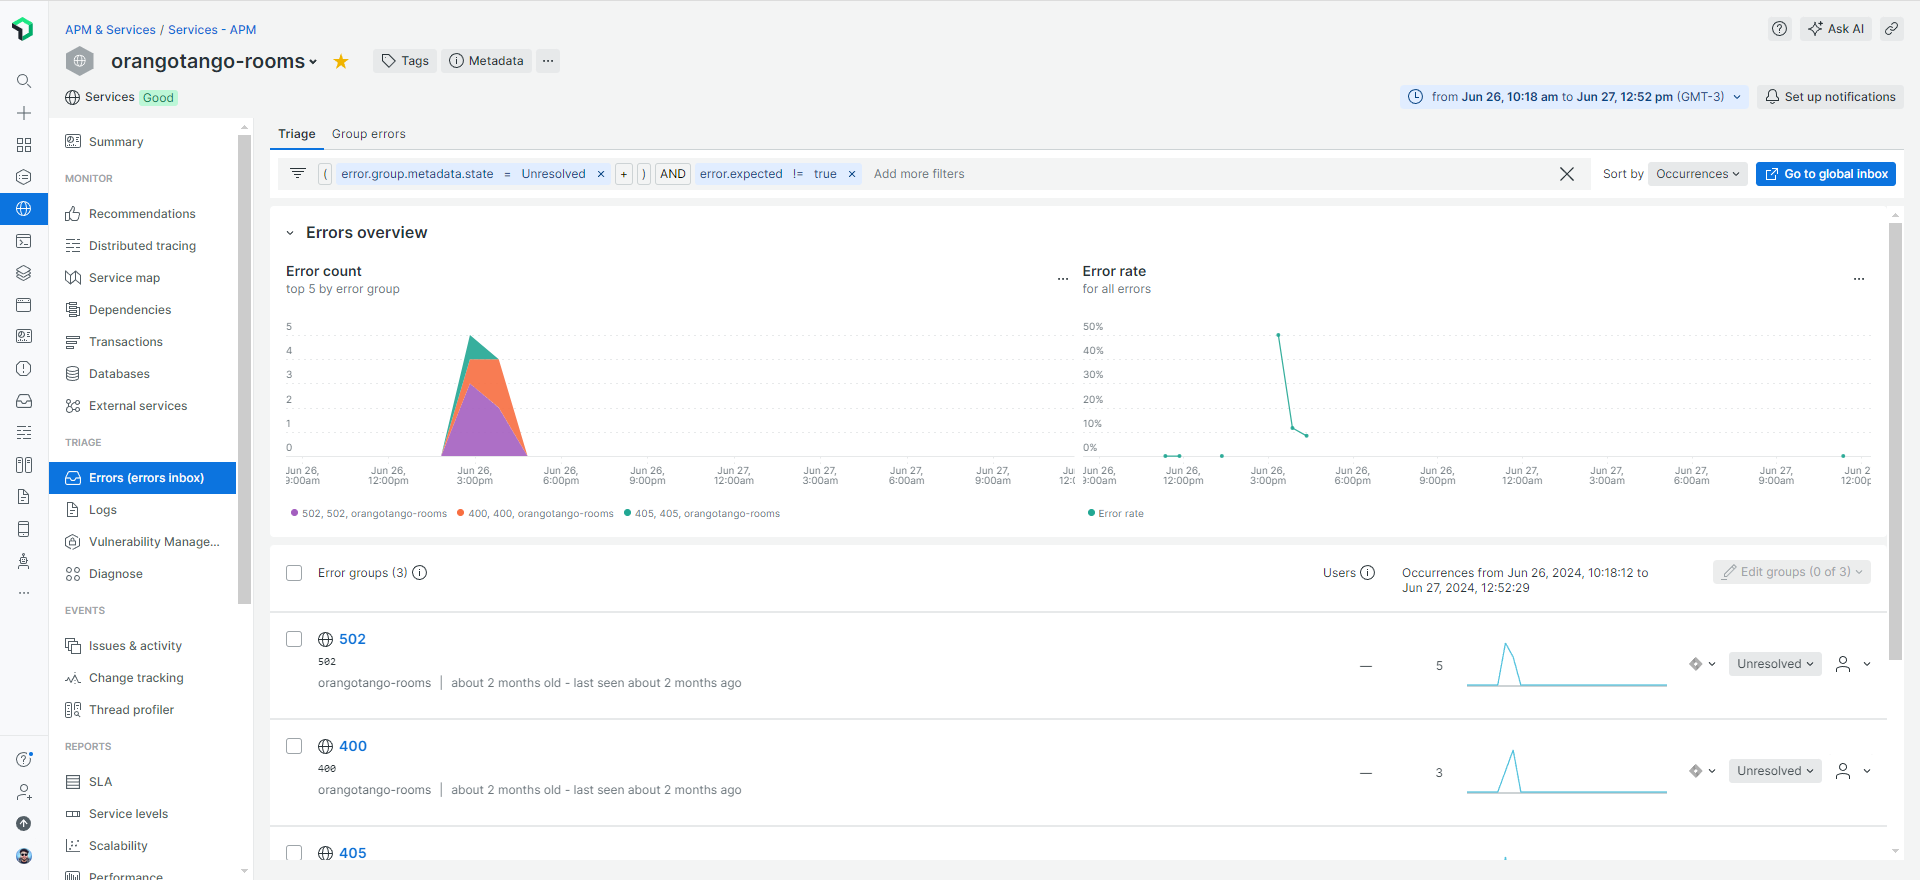 APM & Services / Services - APM
Ask AI
orangotango-rooms
Tags
Metadata
...
Services Good
from Jun 26, 10:18 am to Jun 27, 12:52 pm (GMT-3)
Set up notifications
Summary
MONITOR
Recommendations
Distributed tracing
Service map
Dependencies
Transactions
Databases
External services
TRIAGE
Errors (errors inbox)
Logs
Vulnerability Manage...
Diagnose
EVENTS
Issues & activity
Change tracking
Thread profiler
REPORTS
SLA
Service levels
Scalability
Performance
Triage Group errors
( error.group.metadata.state = Unresolved × + ) AND error.expected != true × Add more filters
Sort by Occurrences
Go to global inbox
Errors overview
Error count
top 5 by error group
...
5
4
3
2
1
0
Jun 26, Jun 26, Jun 26, Jun 26, Jun 26, Jun 27, Jun 27, Jun 27, Jun 27, Ju
9:00am 12:00pm 3:00pm 6:00pm 9:00pm 12:00am 3:00am 6:00am 9:00am 12:0
502, 502, orangotango-rooms 400, 400, orangotango-rooms 405, 405, orangotango-rooms
Error rate
for all errors
...
50%
40%
30%
20%
10%
0%
Jun 26, Jun 26, Jun 26, Jun 26, Jun 26, Jun 27, Jun 27, Jun 27, Jun 27, Jun 2
9:00am 12:00pm 3:00pm 6:00pm 9:00pm 12:00am 3:00am 6:00am 9:00am 12:00p
Error rate
Error groups (3)
Users
Occurrences from Jun 26, 2024, 10:18:12 to
Jun 27, 2024, 12:52:29
Edit groups (0 of 3)
502
502
orangotango-rooms | about 2 months old - last seen about 2 months ago
— 5 Unresolved
400
400
orangotango-rooms | about 2 months old - last seen about 2 months ago
— 3 Unresolved
405